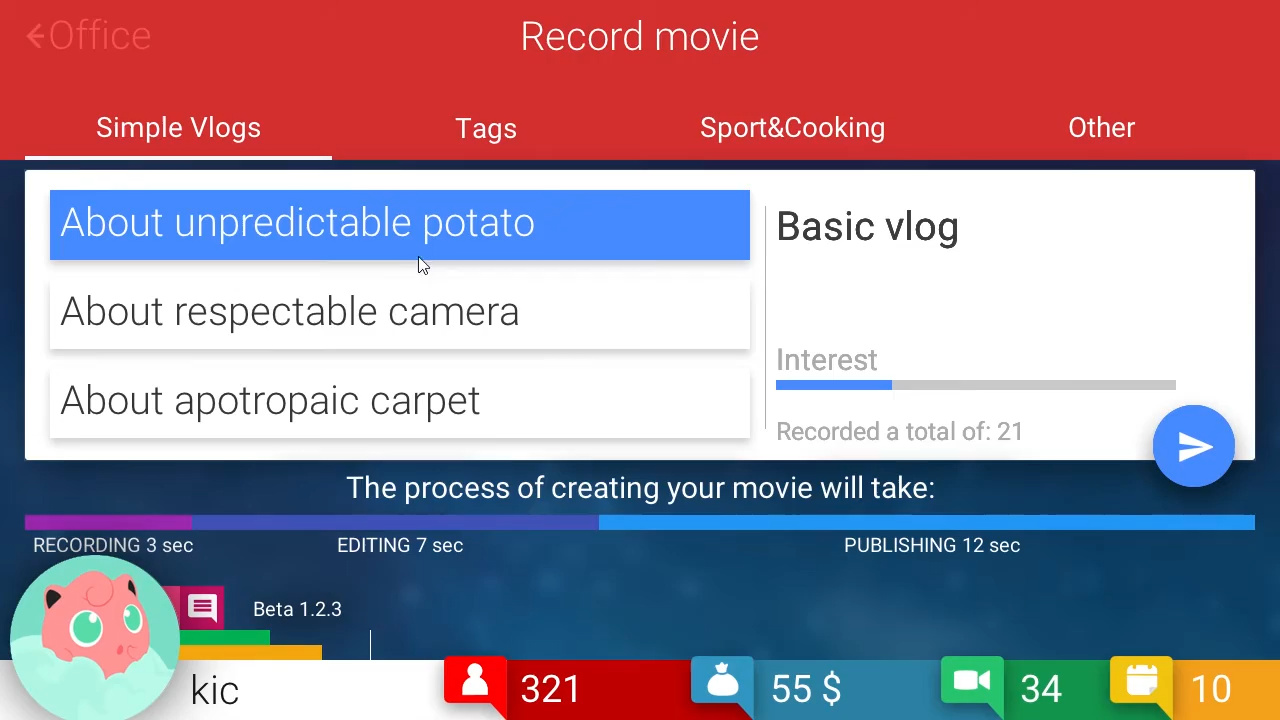 Office
Record movie
Simple Vlogs
Tags
Sport&Cooking
Other
About unpredictable potato
About respectable camera
About apotropaic carpet
Basic vlog
Interest
Recorded a total of: 21
The process of creating your movie will take:
RECORDING 3 sec
EDITING 7 sec
PUBLISHING 12 sec
Beta 1.2.3
kic
321
55 $
34
10